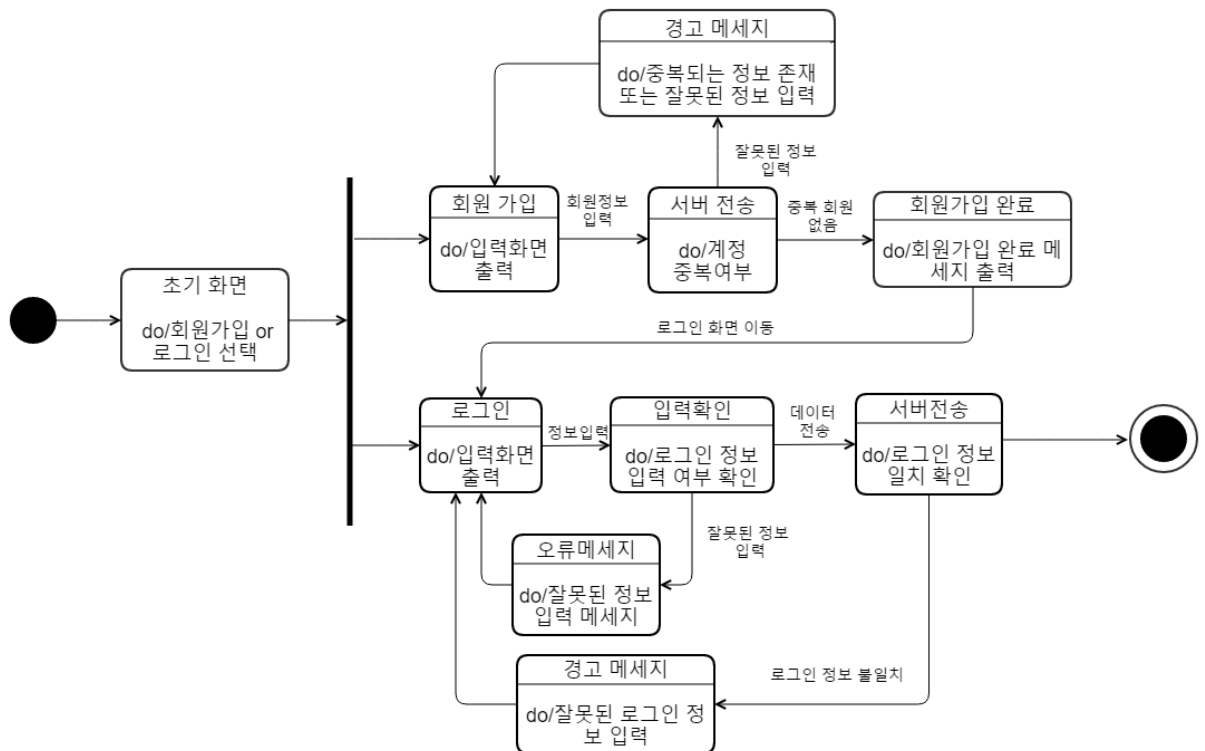 경고 메세지
do/중복되는 정보 존재
또는 잘못된 정보 입력
잘못된 정보
입력
회원 가입
do/입력화면
출력
회원정보
입력
서버 전송
do/계정
중복여부
중복 회원
없음
회원가입 완료
do/회원가입 완료 메
세지 출력
초기 화면
do/회원가입 or
로그인 선택
로그인 화면 이동
로그인
do/입력화면
출력
정보입력
입력확인
do/로그인 정보
입력 여부 확인
데이터
전송
서버전송
do/로그인 정보
일치 확인
잘못된 정보
입력
오류메세지
do/잘못된 정보
입력 메세지
경고 메세지
do/잘못된 로그인 정
보 입력
로그인 정보 불일치